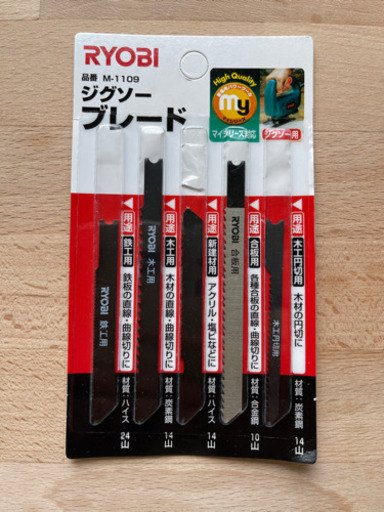 RYOBI
品番 M-1109
ジグソー
ブレード
High Quality
my
マイシリーズ対応
ジグソー用
用途
鉄工用
鉄板の直線・曲線切りに
材質：ハイス
24山
RYOBI 鉄工用
用途
木工用
木材の直線・曲線切りに
材質：炭素鋼
14山
RYOBI 木工用
用途
新建材用
アクリル・塩ビなどに
材質：ハイス
14山
RYOBI 合板用
用途
合板用
各種合板の直線・曲線切りに
材質：合金鋼
10山
木工円切用
用途
木工円切用
木材の円切に
材質：炭素鋼
14山